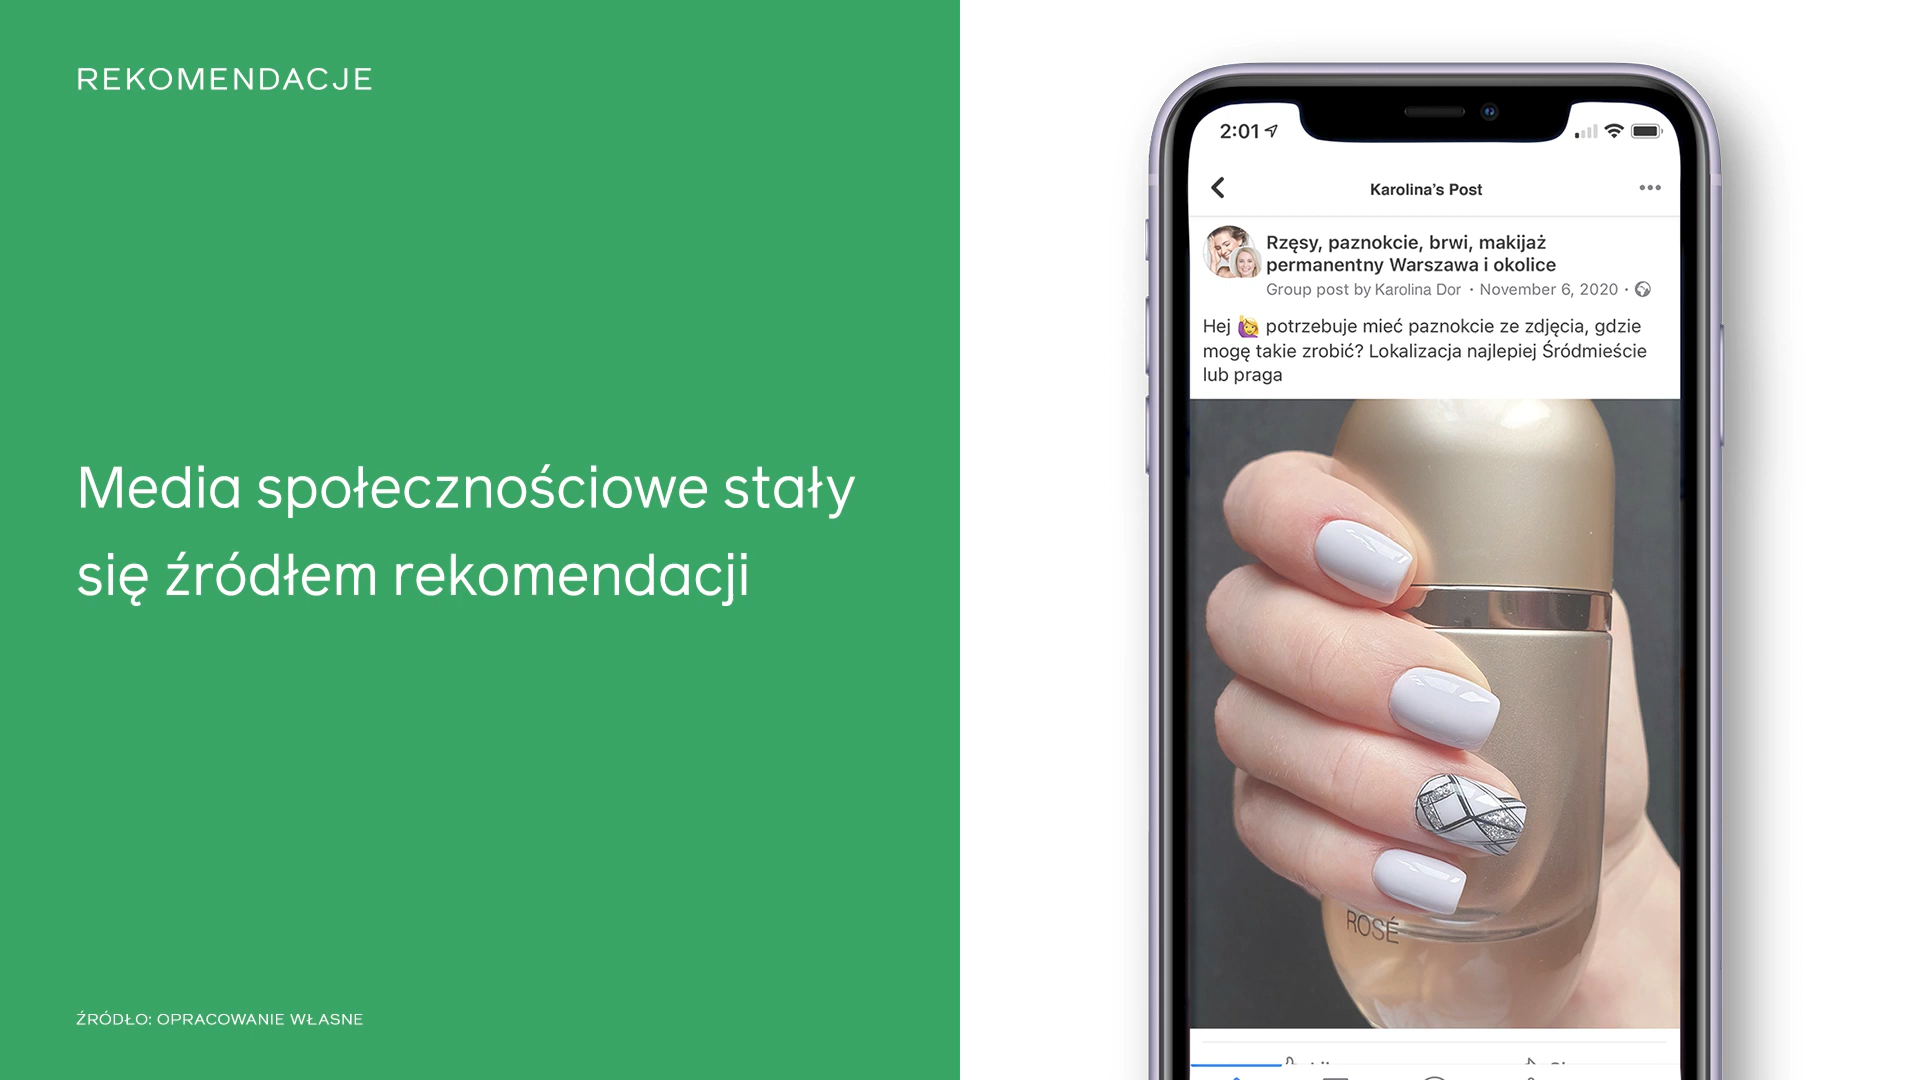 REKOMENDACJE
Media społecznościowe stały
się źródłem rekomendacji
ŹRÓDŁO: OPRACOWANIE WŁASNE
2:01
Karolina's Post
Rzęsy, paznokcie, brwi, makijaż
permanentny Warszawa i okolice
Group post by Karolina Dor · November 6, 2020 ·
Hej 🙋 potrzebuje mieć paznokcie ze zdjęcia, gdzie
mogę takie zrobić? Lokalizacja najlepiej Śródmieście
lub praga
ROSÉ